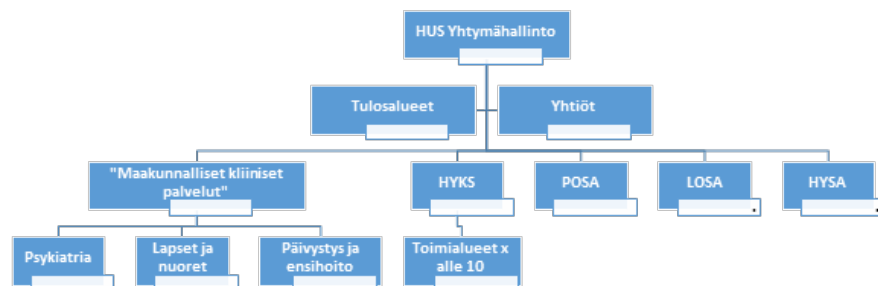 HUS Yhtymähallinto
Tulosalueet
Yhtiöt
"Maakunnalliset kliiniset
palvelut"
HYKS
POSA
LOSA
HYSA
Psykiatria
Lapset ja
nuoret
Päivystys ja
ensihoito
Toimialueet x
alle 10